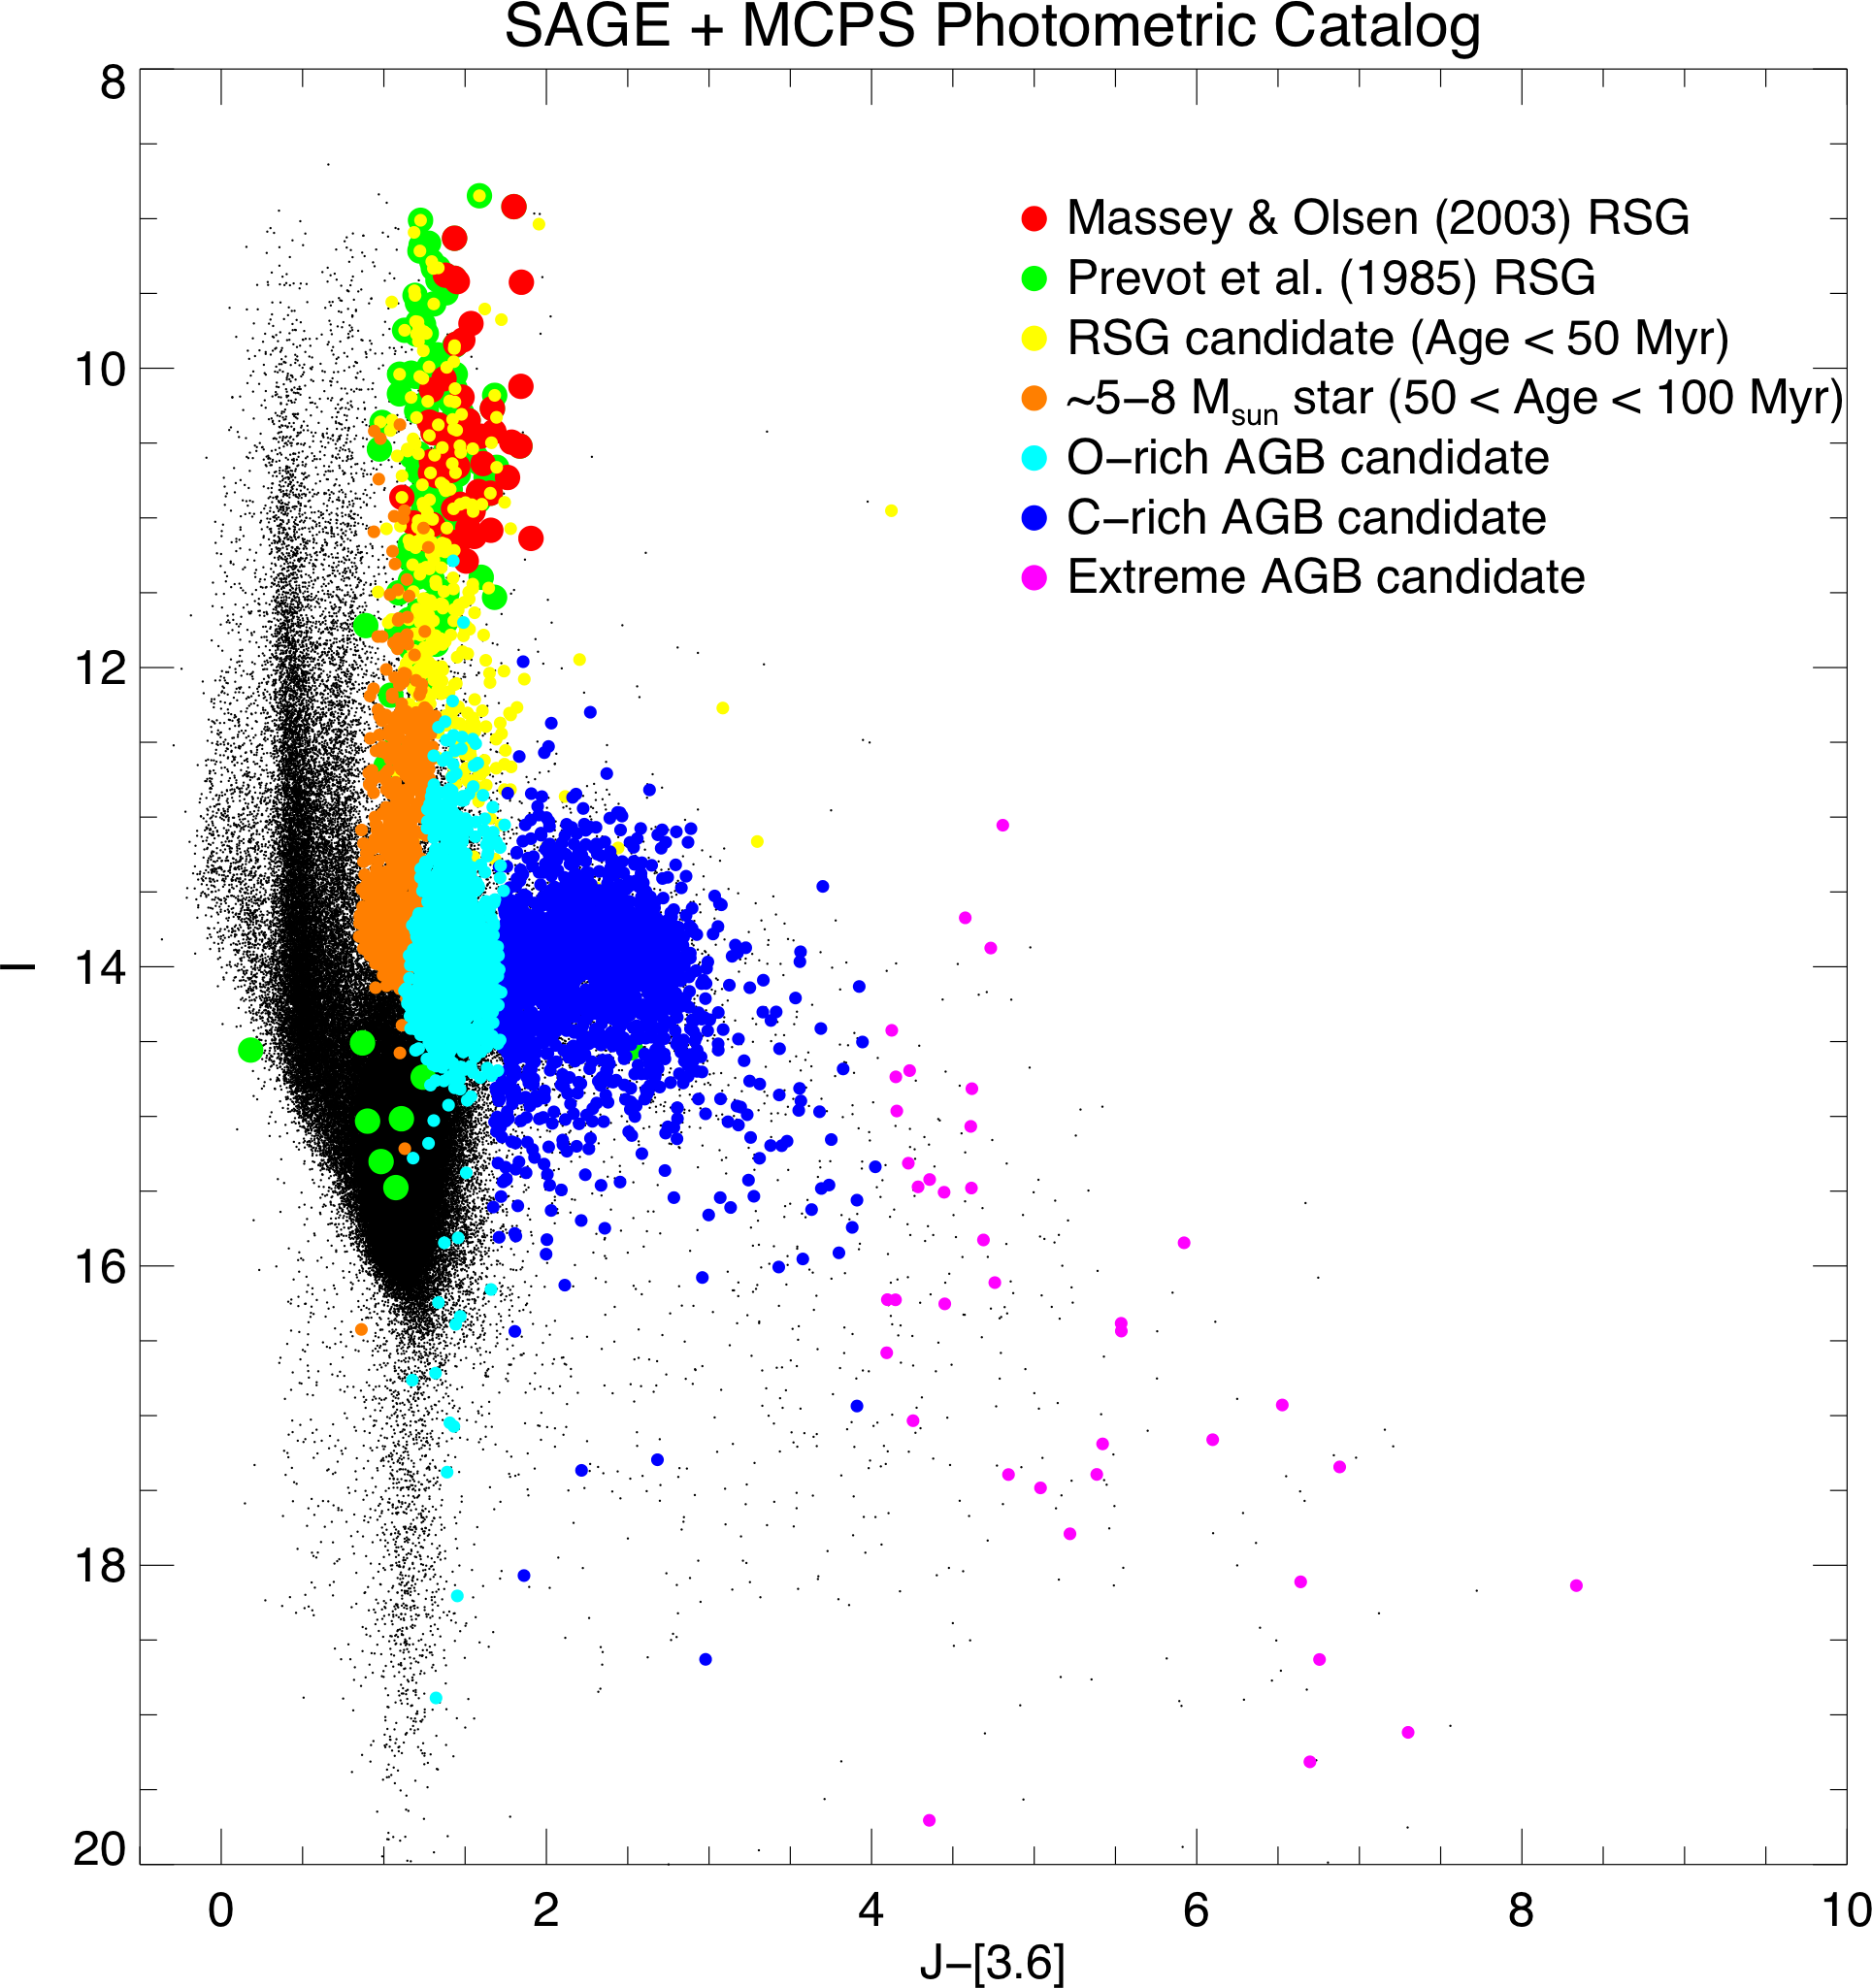 SAGE + MCPS Photometric Catalog
8
10
12
14
16
18
20
I
Massey & Olsen (2003) RSG
Prevot et al. (1985) RSG
RSG candidate (Age < 50 Myr)
~5−8 Msun star (50 < Age < 100 Myr)
O−rich AGB candidate
C−rich AGB candidate
Extreme AGB candidate
0 2 4 6 8 10
J−[3.6]